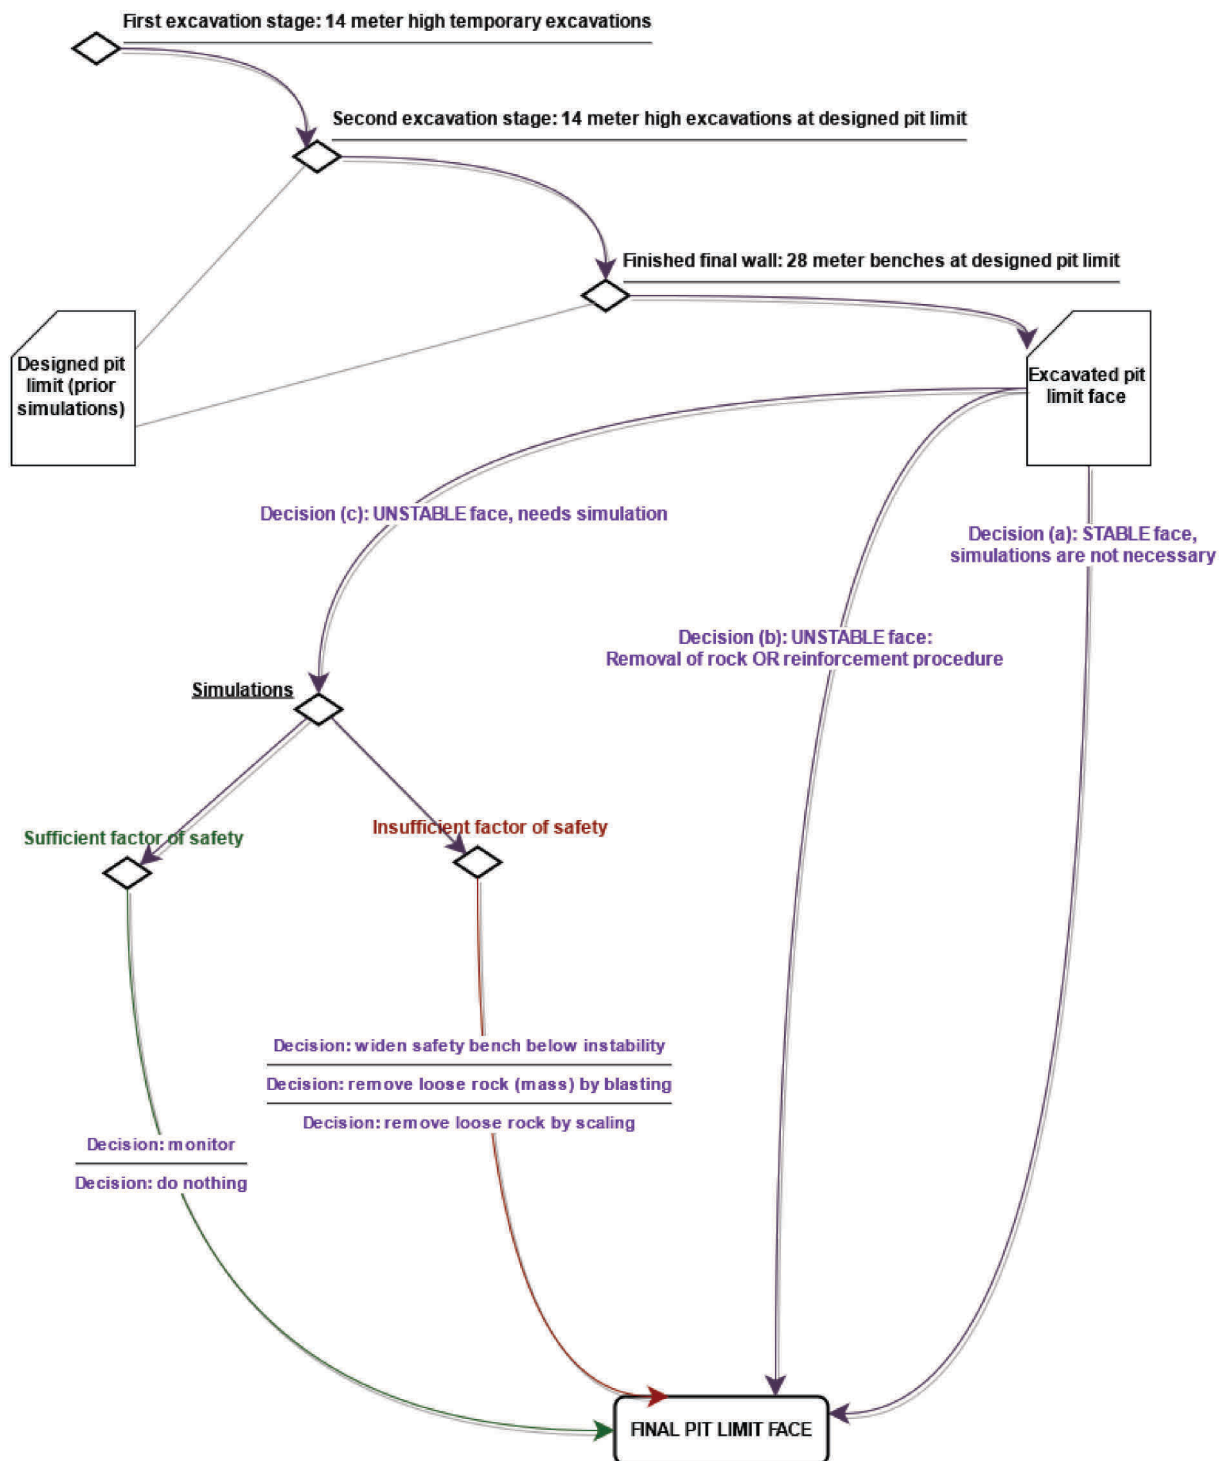 First excavation stage: 14 meter high temporary excavations
Second excavation stage: 14 meter high excavations at designed pit limit
Finished final wall: 28 meter benches at designed pit limit
Designed pit
limit (prior
simulations)
Excavated pit
limit face
Decision (c): UNSTABLE face, needs simulation
Decision (a): STABLE face,
simulations are not necessary
Decision (b): UNSTABLE face:
Removal of rock OR reinforcement procedure
Simulations
Sufficient factor of safety
Insufficient factor of safety
Decision: widen safety bench below instability
Decision: remove loose rock (mass) by blasting
Decision: remove loose rock by scaling
Decision: monitor
Decision: do nothing
FINAL PIT LIMIT FACE